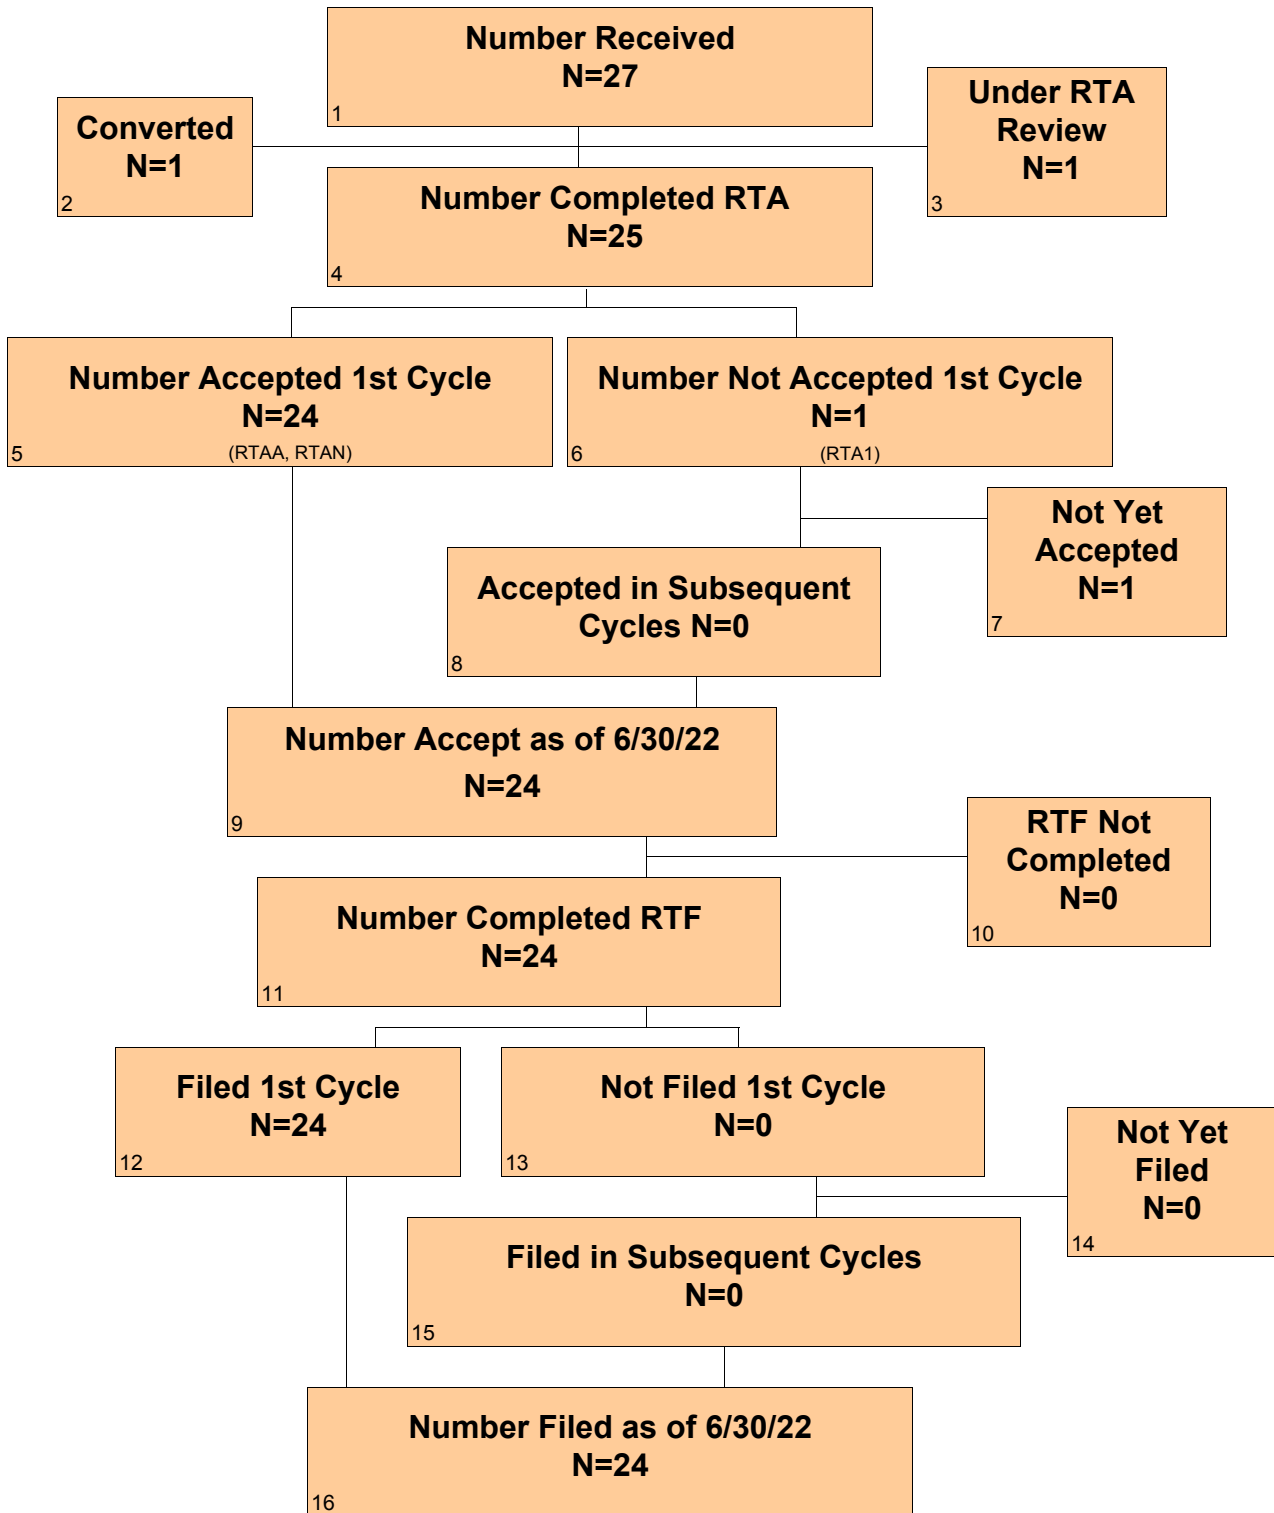 Number Received
N=27
1
Converted
N=1
2
Under RTA
Review
N=1
3
Number Completed RTA
N=25
4
Number Accepted 1st Cycle
N=24
(RTAA, RTAN)
5
Number Not Accepted 1st Cycle
N=1
(RTA1)
6
Not Yet
Accepted
N=1
7
Accepted in Subsequent
Cycles N=0
8
Number Accept as of 6/30/22
N=24
9
RTF Not
Completed
N=0
10
Number Completed RTF
N=24
11
Filed 1st Cycle
N=24
12
Not Filed 1st Cycle
N=0
13
Not Yet
Filed
N=0
14
Filed in Subsequent Cycles
N=0
15
Number Filed as of 6/30/22
N=24
16